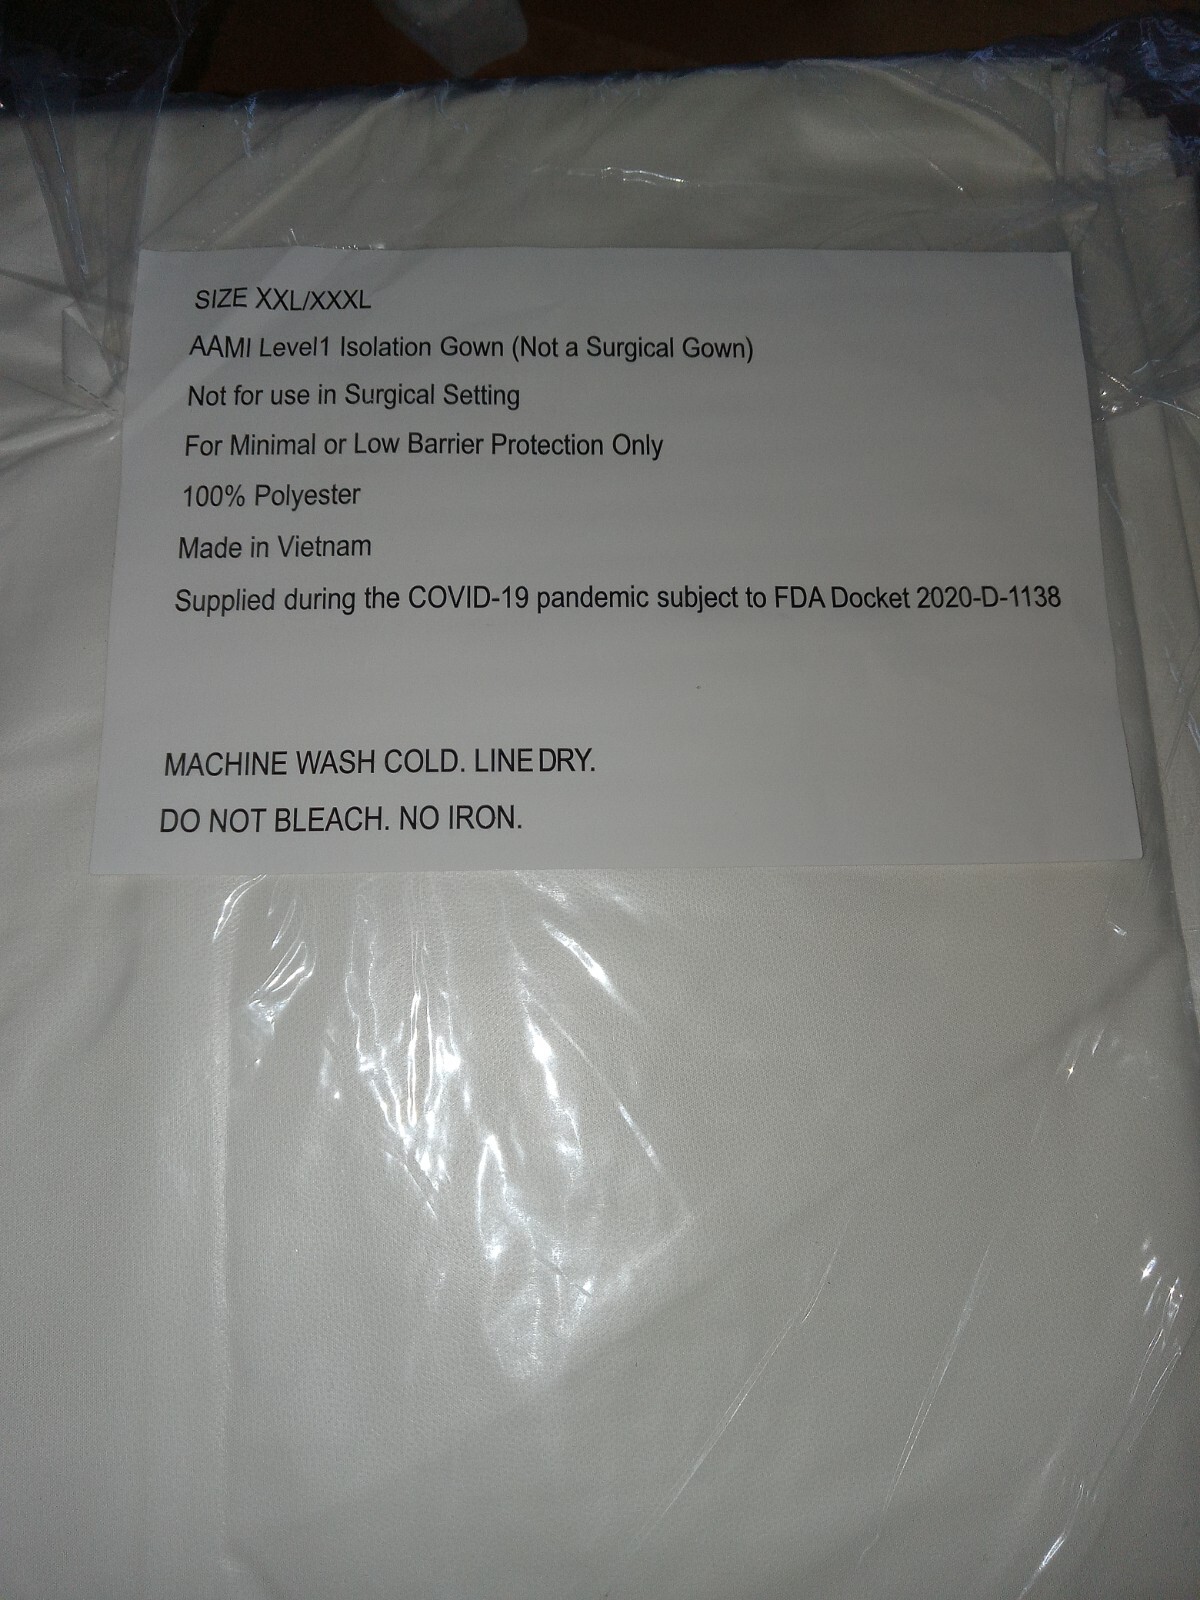 SIZE XXL/XXXL
AAMI Level1 Isolation Gown (Not a Surgical Gown)
Not for use in Surgical Setting
For Minimal or Low Barrier Protection Only
100% Polyester
Made in Vietnam
Supplied during the COVID-19 pandemic subject to FDA Docket 2020-D-1138
MACHINE WASH COLD. LINE DRY.
DO NOT BLEACH. NO IRON.